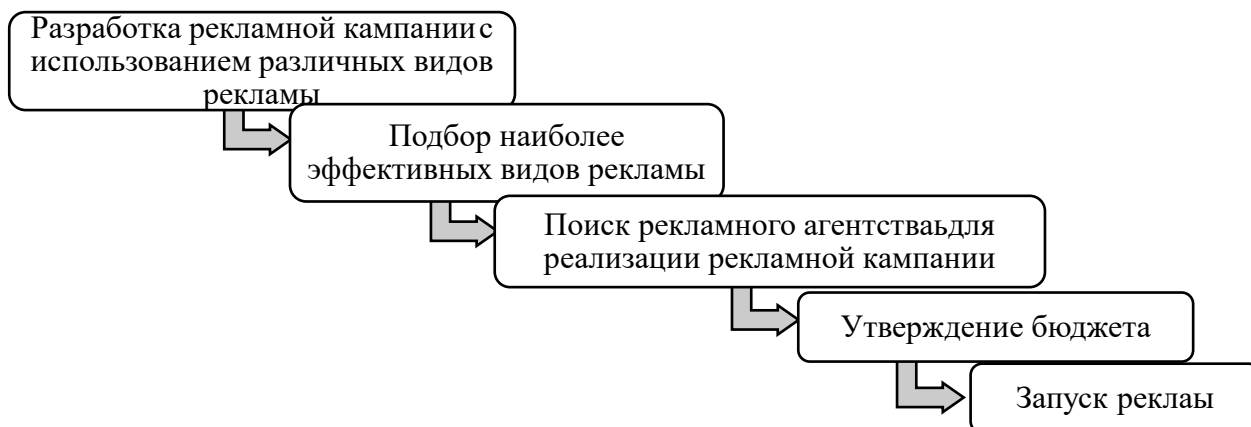 Разработка рекламной кампании с
использованием различных видов
рекламы
Подбор наиболее
эффективных видов рекламы
Поиск рекламного агентстваьдля
реализации рекламной кампании
Утверждение бюджета
Запуск реклаы